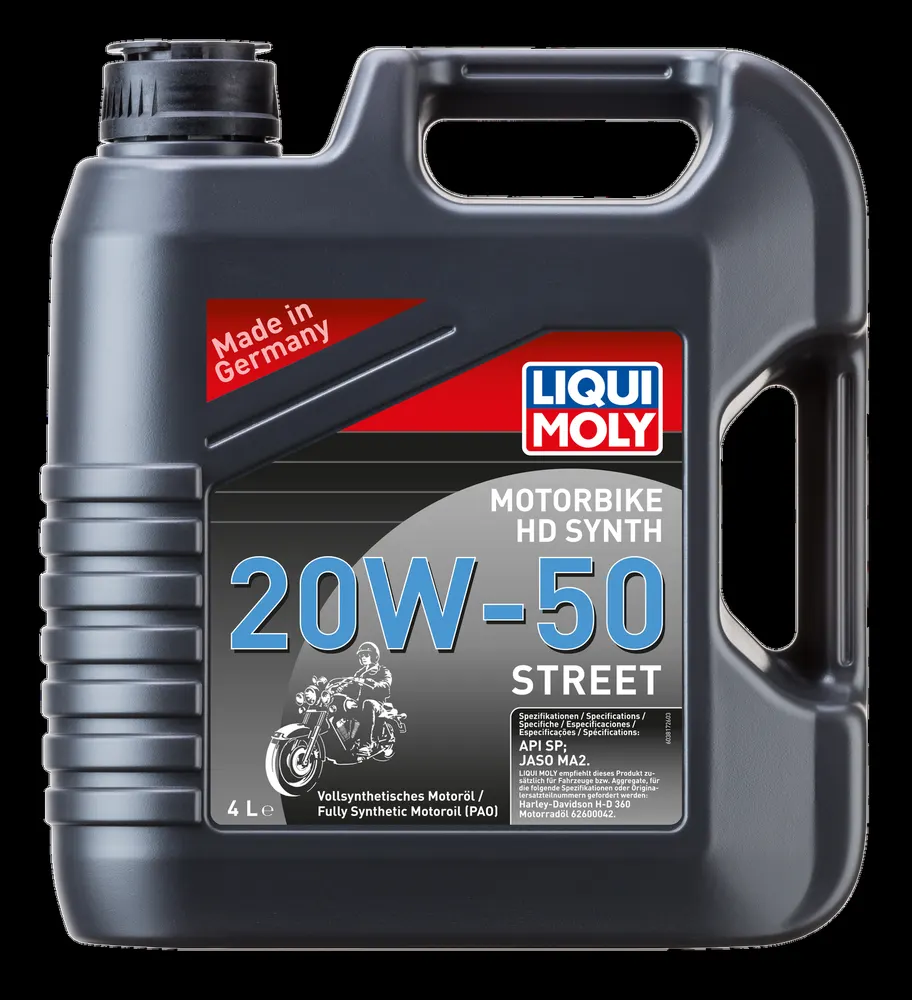 Made in
Germany
LIQUI
MOLY
MOTORBIKE
HD SYNTH
20W-50
STREET
Spezifikationen / Specifications /
Specifiche / Especificaciones /
Especificações / Spécifications:
API SP;
JASO MA2.
LIQUI MOLY empfiehlt dieses Produkt zu-
sätzlich für Fahrzeuge bzw. Aggregate, für
die folgende Spezifikationen oder Origina-
lersatzteilnummern gefordert werden:
Harley-Davidson H-D 360
Motorradöl 62600042.
6038172603
4 L ℮
Vollsynthetisches Motoröl /
Fully Synthetic Motoroil (PAO)